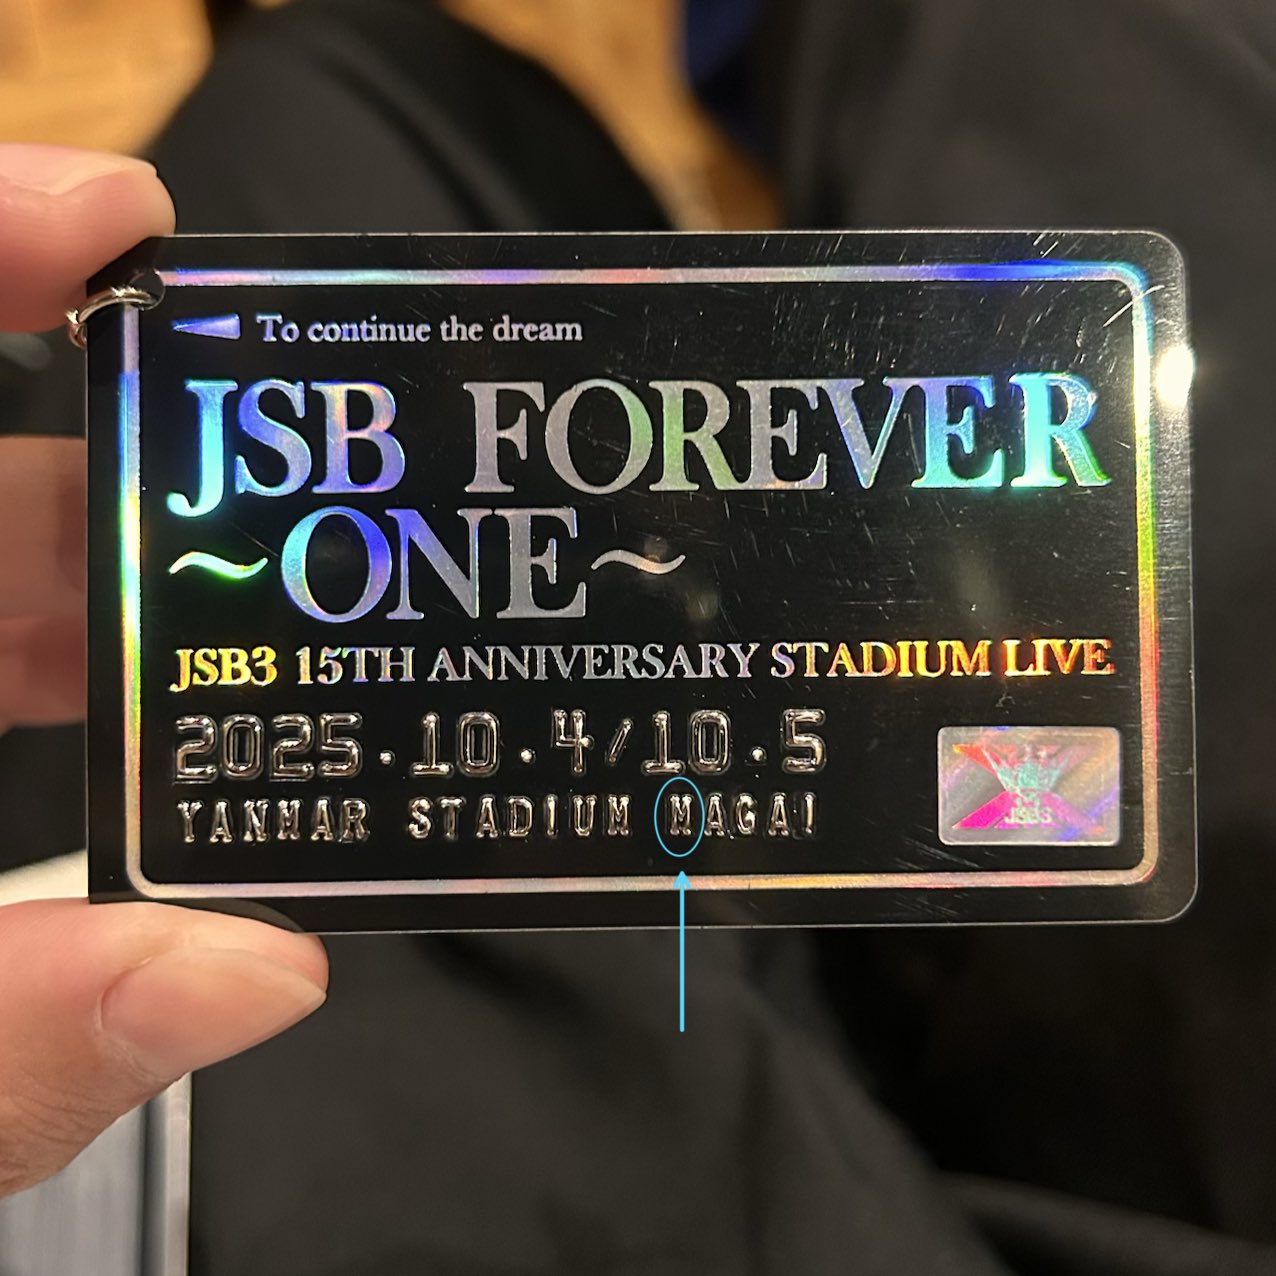 To continue the dream
JSB FOREVER
～ONE～
JSB3 15TH ANNIVERSARY STADIUM LIVE
2025.10.4/10.5
YANMAR STADIUM MAGAI
JSB3